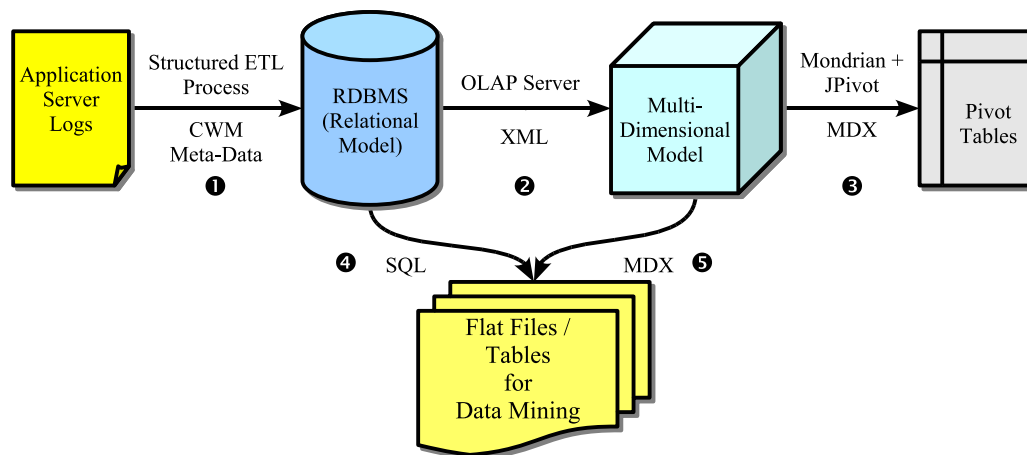 Application
Server
Logs
Structured ETL
Process
CWM
Meta-Data
❶
RDBMS
(Relational
Model)
OLAP Server
XML
❷
Multi-
Dimensional
Model
Mondrian +
JPivot
MDX
❸
Pivot
Tables
❹
SQL
MDX
❺
Flat Files /
Tables
for
Data Mining